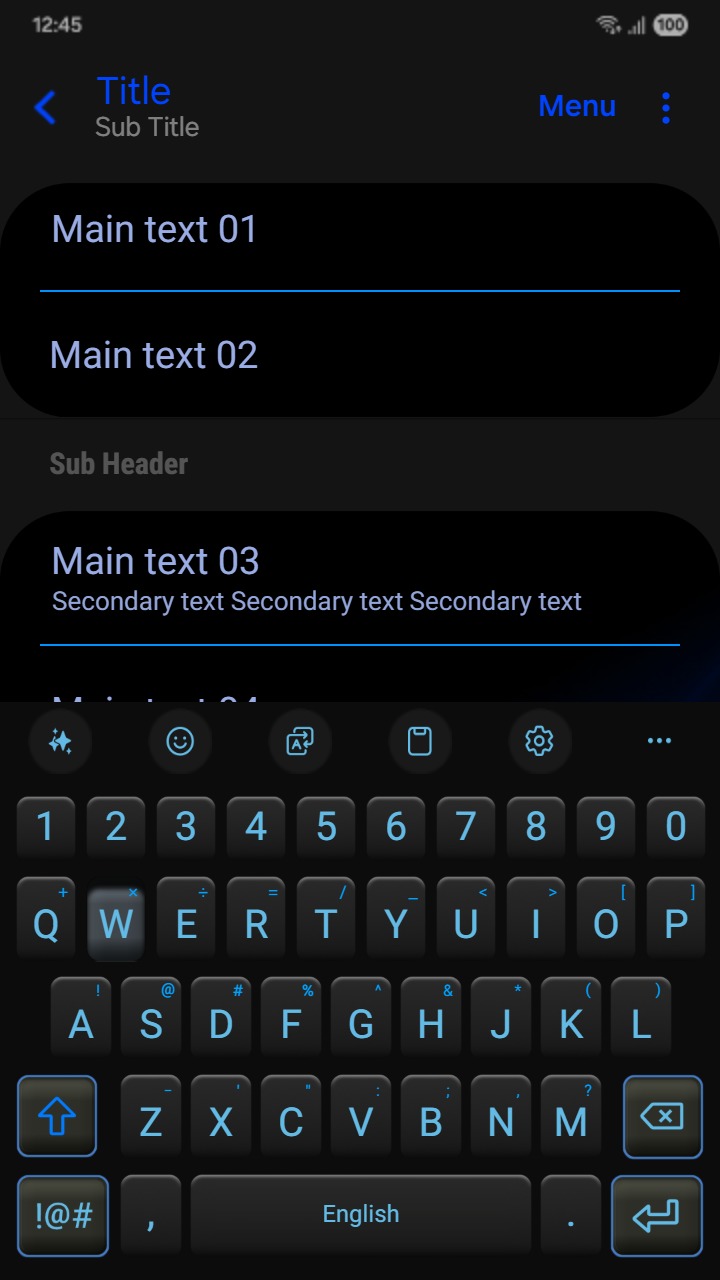 12:45
100
Title
Menu
Sub Title
Main text 01
Main text 02
Sub Header
Main text 03
Secondary text Secondary text Secondary text
1 2 3 4 5 6 7 8 9 0
+ × ÷ = / _ < > [ ]
Q W E R T Y U I O P
! @ # % ^ & * ( )
A S D F G H J K L
- ' " : ; , ?
Z X C V B N M
!@# , English .